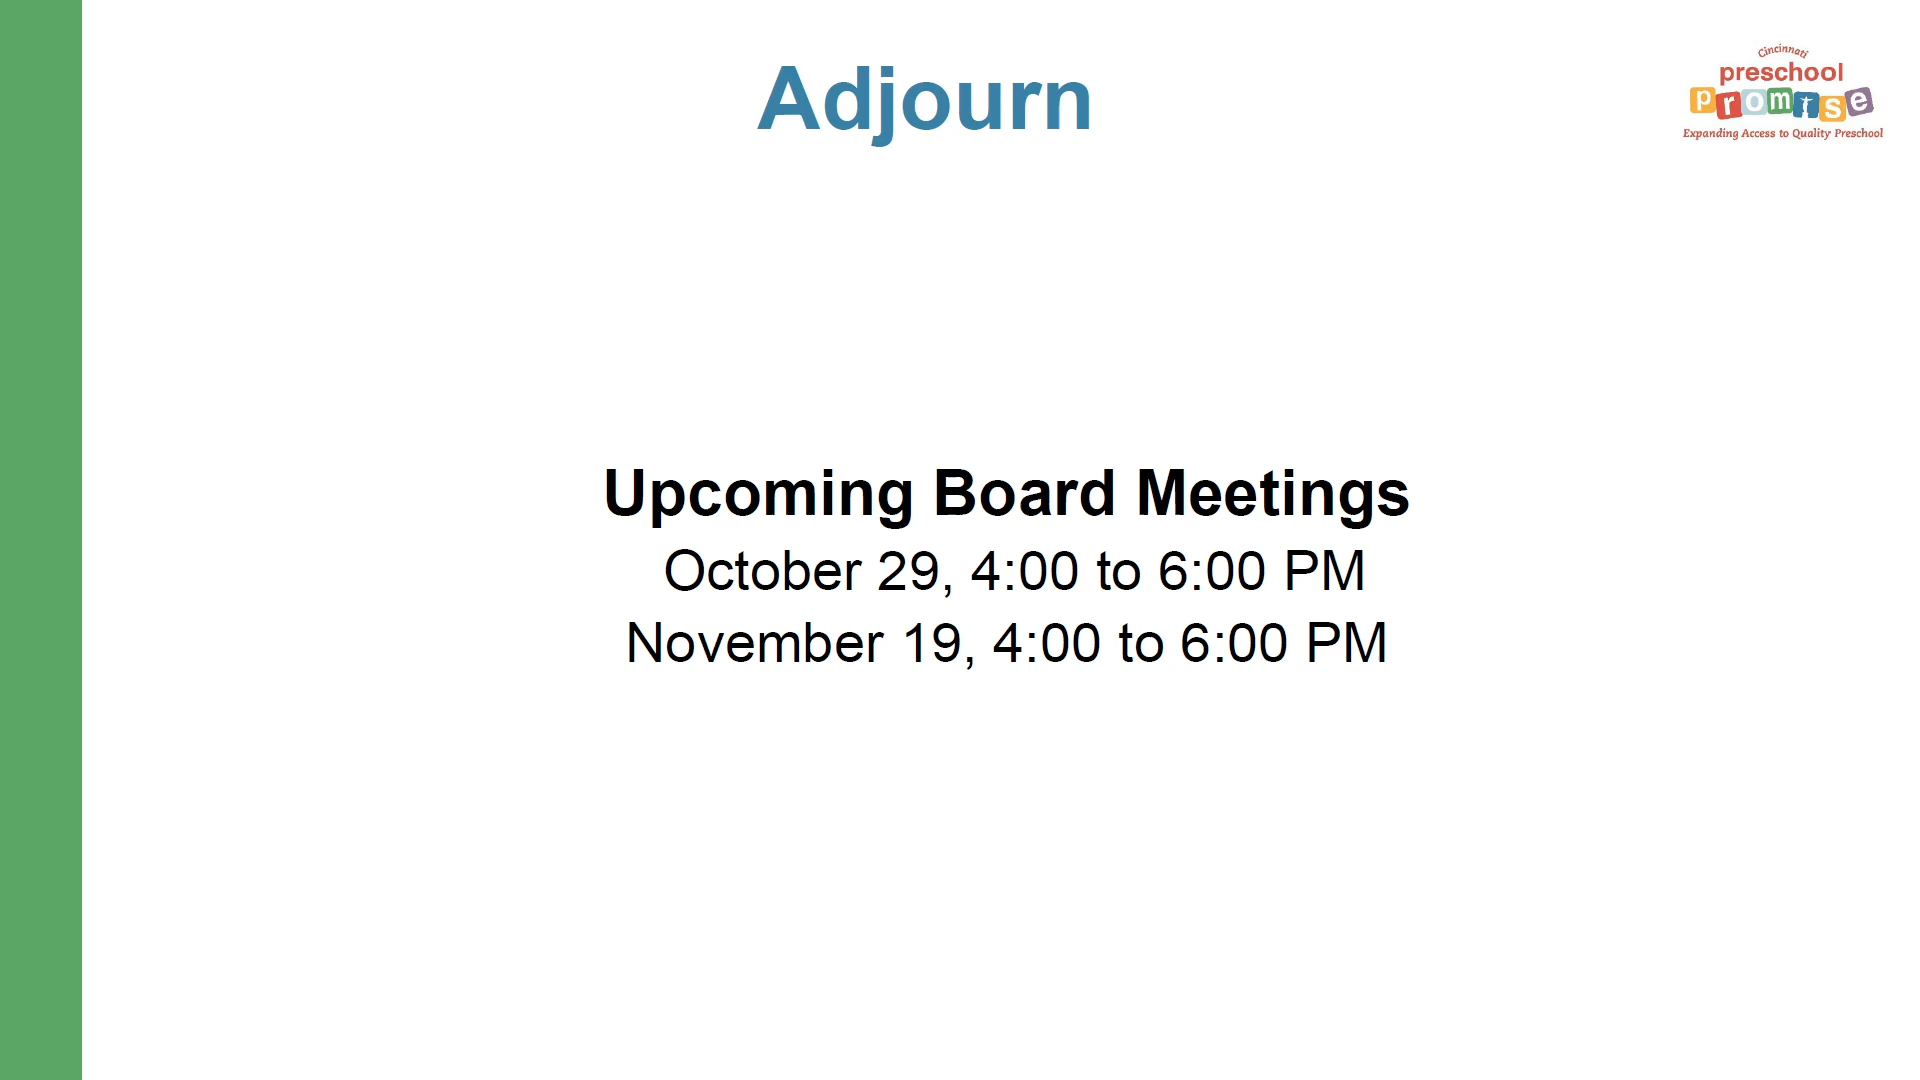 Adjourn
Cincinnati
preschool
promise
Expanding Access to Quality Preschool
Upcoming Board Meetings
October 29, 4:00 to 6:00 PM
November 19, 4:00 to 6:00 PM